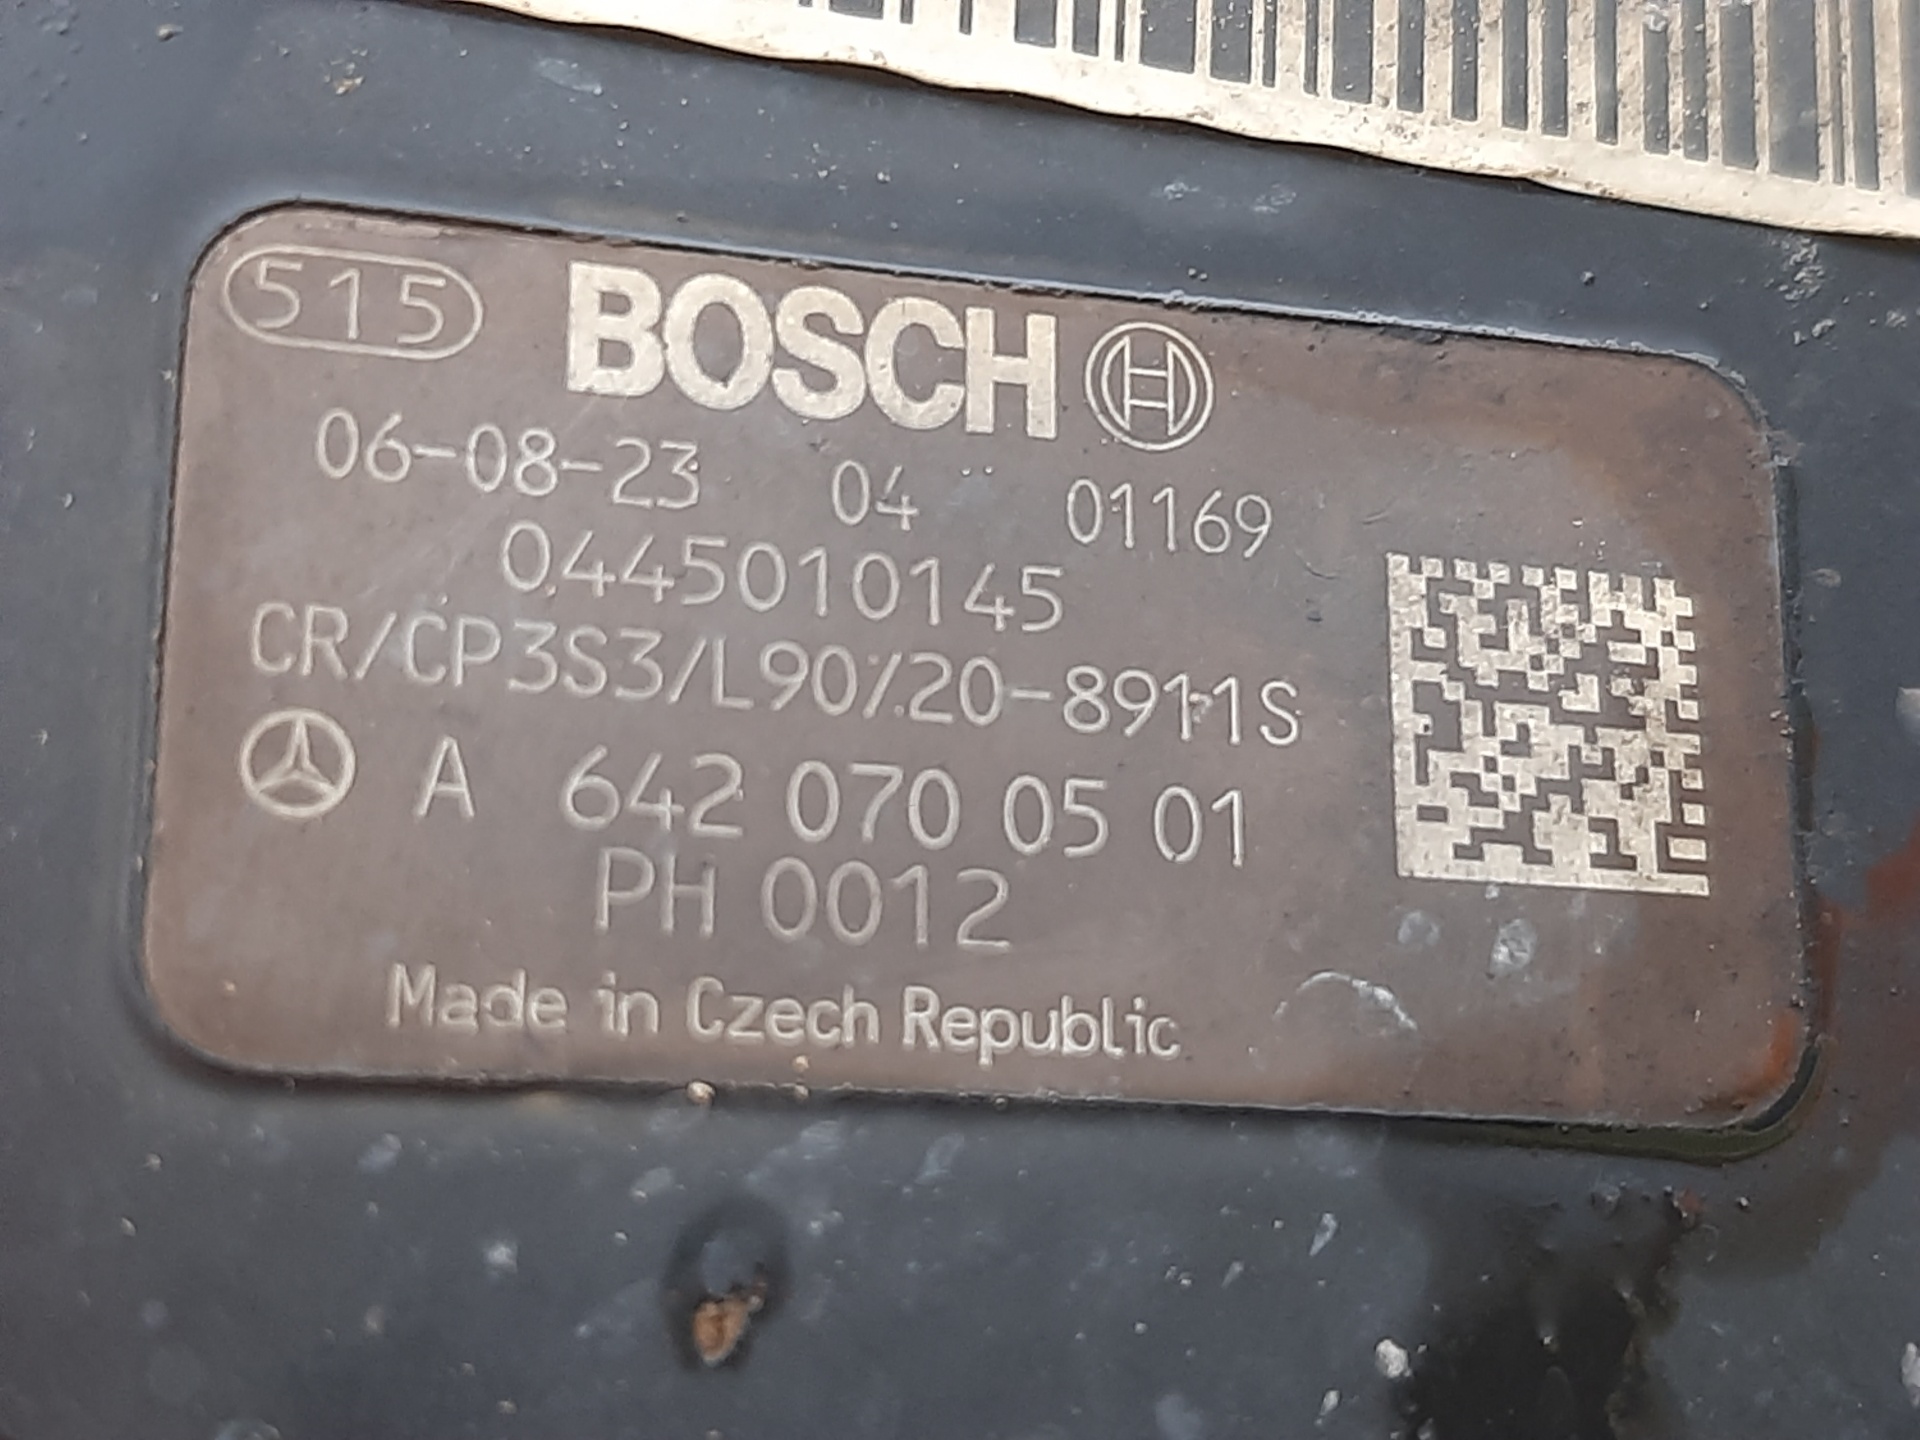 515 BOSCH
06-08-23 04 01169
0445010145
CR/CP3S3/L90/20-8911S
A 642 070 05 01
PH 0012
Made in Czech Republic